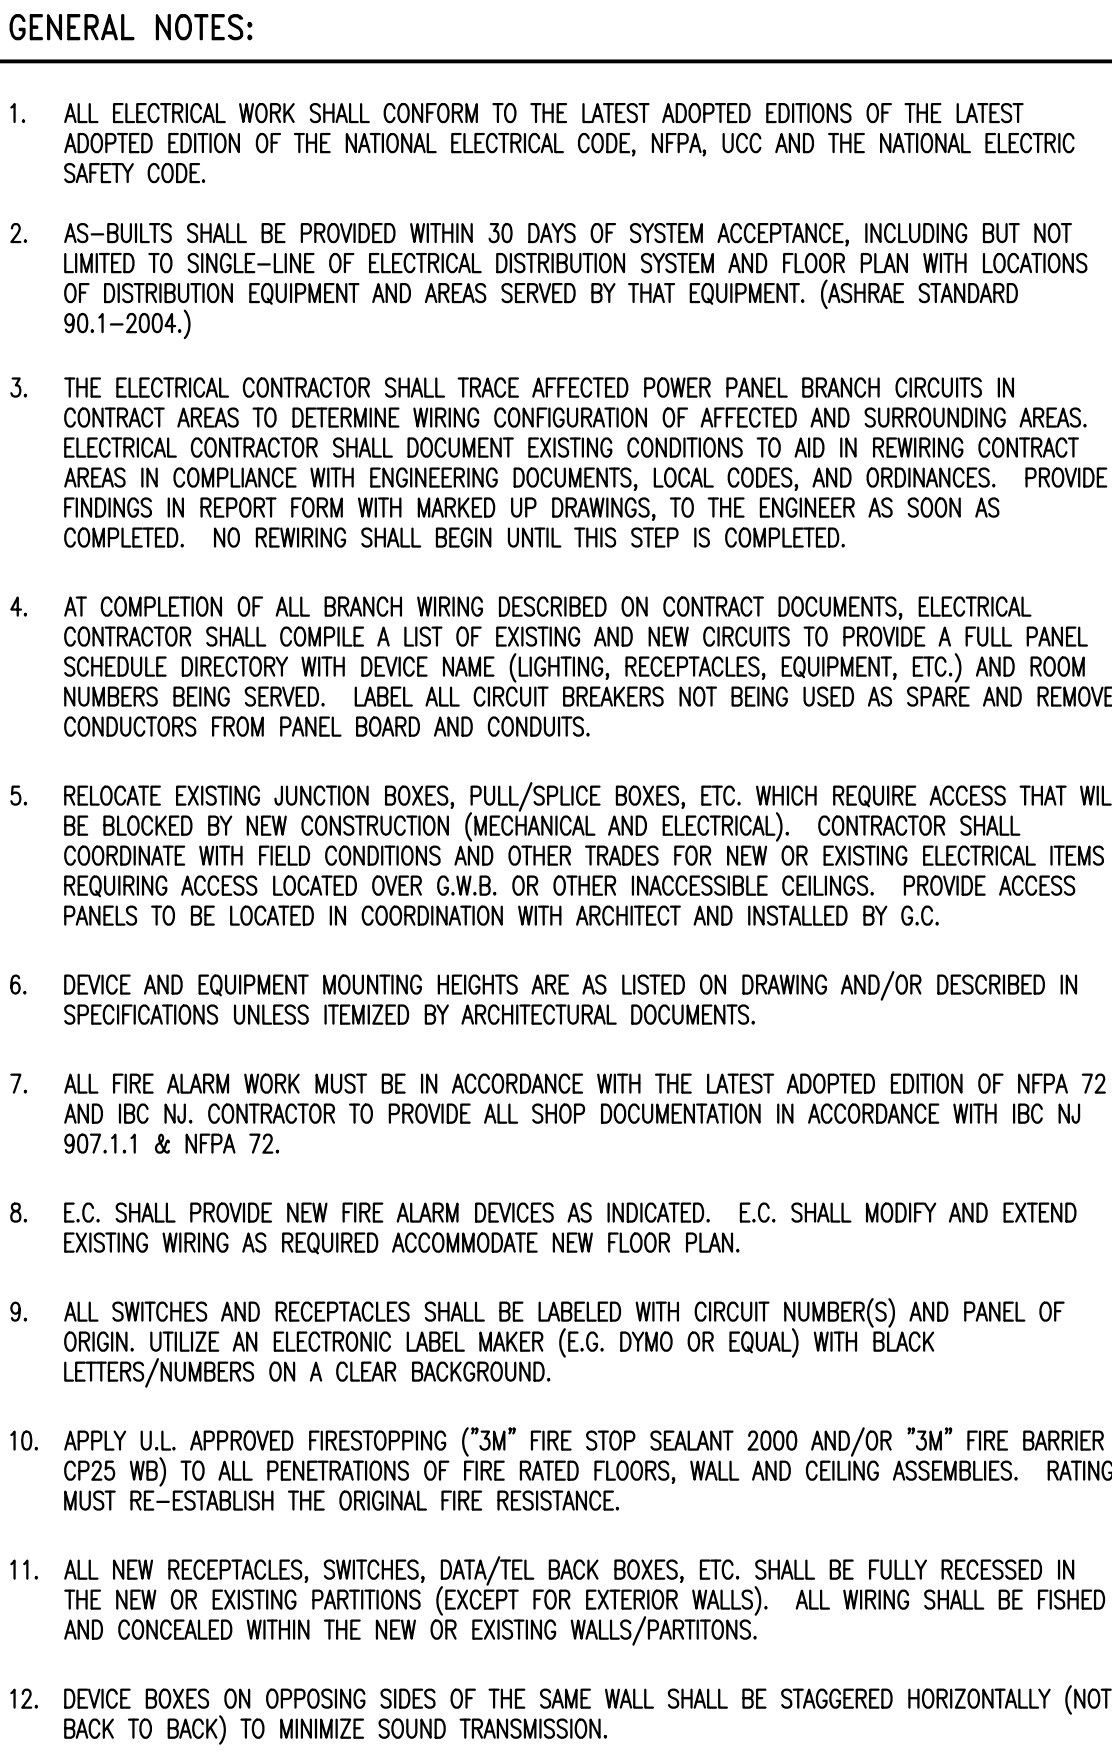 GENERAL NOTES:
1. ALL ELECTRICAL WORK SHALL CONFORM TO THE LATEST ADOPTED EDITIONS OF THE LATEST
ADOPTED EDITION OF THE NATIONAL ELECTRICAL CODE, NFPA, UCC AND THE NATIONAL ELECTRIC
SAFETY CODE.
2. AS-BUILTS SHALL BE PROVIDED WITHIN 30 DAYS OF SYSTEM ACCEPTANCE, INCLUDING BUT NOT
LIMITED TO SINGLE-LINE OF ELECTRICAL DISTRIBUTION SYSTEM AND FLOOR PLAN WITH LOCATIONS
OF DISTRIBUTION EQUIPMENT AND AREAS SERVED BY THAT EQUIPMENT. (ASHRAE STANDARD
90.1-2004.)
3. THE ELECTRICAL CONTRACTOR SHALL TRACE AFFECTED POWER PANEL BRANCH CIRCUITS IN
CONTRACT AREAS TO DETERMINE WIRING CONFIGURATION OF AFFECTED AND SURROUNDING AREAS.
ELECTRICAL CONTRACTOR SHALL DOCUMENT EXISTING CONDITIONS TO AID IN REWIRING CONTRACT
AREAS IN COMPLIANCE WITH ENGINEERING DOCUMENTS, LOCAL CODES, AND ORDINANCES. PROVIDE
FINDINGS IN REPORT FORM WITH MARKED UP DRAWINGS, TO THE ENGINEER AS SOON AS
COMPLETED. NO REWIRING SHALL BEGIN UNTIL THIS STEP IS COMPLETED.
4. AT COMPLETION OF ALL BRANCH WIRING DESCRIBED ON CONTRACT DOCUMENTS, ELECTRICAL
CONTRACTOR SHALL COMPILE A LIST OF EXISTING AND NEW CIRCUITS TO PROVIDE A FULL PANEL
SCHEDULE DIRECTORY WITH DEVICE NAME (LIGHTING, RECEPTACLES, EQUIPMENT, ETC.) AND ROOM
NUMBERS BEING SERVED. LABEL ALL CIRCUIT BREAKERS NOT BEING USED AS SPARE AND REMOVE
CONDUCTORS FROM PANEL BOARD AND CONDUITS.
5. RELOCATE EXISTING JUNCTION BOXES, PULL/SPLICE BOXES, ETC. WHICH REQUIRE ACCESS THAT WIL
BE BLOCKED BY NEW CONSTRUCTION (MECHANICAL AND ELECTRICAL). CONTRACTOR SHALL
COORDINATE WITH FIELD CONDITIONS AND OTHER TRADES FOR NEW OR EXISTING ELECTRICAL ITEMS
REQUIRING ACCESS LOCATED OVER G.W.B. OR OTHER INACCESSIBLE CEILINGS. PROVIDE ACCESS
PANELS TO BE LOCATED IN COORDINATION WITH ARCHITECT AND INSTALLED BY G.C.
6. DEVICE AND EQUIPMENT MOUNTING HEIGHTS ARE AS LISTED ON DRAWING AND/OR DESCRIBED IN
SPECIFICATIONS UNLESS ITEMIZED BY ARCHITECTURAL DOCUMENTS.
7. ALL FIRE ALARM WORK MUST BE IN ACCORDANCE WITH THE LATEST ADOPTED EDITION OF NFPA 72
AND IBC NJ. CONTRACTOR TO PROVIDE ALL SHOP DOCUMENTATION IN ACCORDANCE WITH IBC NJ
907.1.1 & NFPA 72.
8. E.C. SHALL PROVIDE NEW FIRE ALARM DEVICES AS INDICATED. E.C. SHALL MODIFY AND EXTEND
EXISTING WIRING AS REQUIRED ACCOMMODATE NEW FLOOR PLAN.
9. ALL SWITCHES AND RECEPTACLES SHALL BE LABELED WITH CIRCUIT NUMBER(S) AND PANEL OF
ORIGIN. UTILIZE AN ELECTRONIC LABEL MAKER (E.G. DYMO OR EQUAL) WITH BLACK
LETTERS/NUMBERS ON A CLEAR BACKGROUND.
10. APPLY U.L. APPROVED FIRESTOPPING ("3M" FIRE STOP SEALANT 2000 AND/OR "3M" FIRE BARRIER
CP25 WB) TO ALL PENETRATIONS OF FIRE RATED FLOORS, WALL AND CEILING ASSEMBLIES. RATING
MUST RE-ESTABLISH THE ORIGINAL FIRE RESISTANCE.
11. ALL NEW RECEPTACLES, SWITCHES, DATA/TEL BACK BOXES, ETC. SHALL BE FULLY RECESSED IN
THE NEW OR EXISTING PARTITIONS (EXCEPT FOR EXTERIOR WALLS). ALL WIRING SHALL BE FISHED
AND CONCEALED WITHIN THE NEW OR EXISTING WALLS/PARTITONS.
12. DEVICE BOXES ON OPPOSING SIDES OF THE SAME WALL SHALL BE STAGGERED HORIZONTALLY (NOT
BACK TO BACK) TO MINIMIZE SOUND TRANSMISSION.